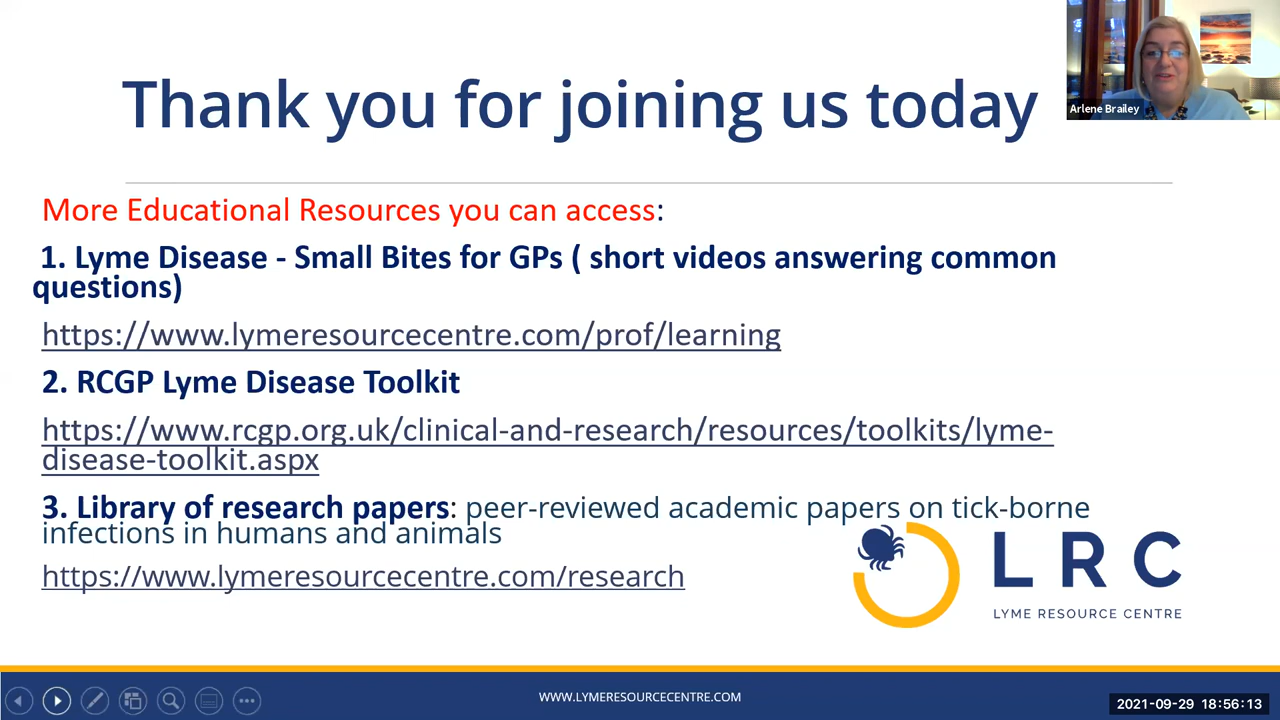 Thank you for joining us today
Arlene Brailey
More Educational Resources you can access:
1. Lyme Disease - Small Bites for GPs ( short videos answering common
questions)
https://www.lymeresourcecentre.com/prof/learning
2. RCGP Lyme Disease Toolkit
https://www.rcgp.org.uk/clinical-and-research/resources/toolkits/lyme-
disease-toolkit.aspx
3. Library of research papers: peer-reviewed academic papers on tick-borne
infections in humans and animals
https://www.lymeresourcecentre.com/research
LRC
LYME RESOURCE CENTRE
WWW.LYMERESOURCECENTRE.COM
2021-09-29 18:56:13